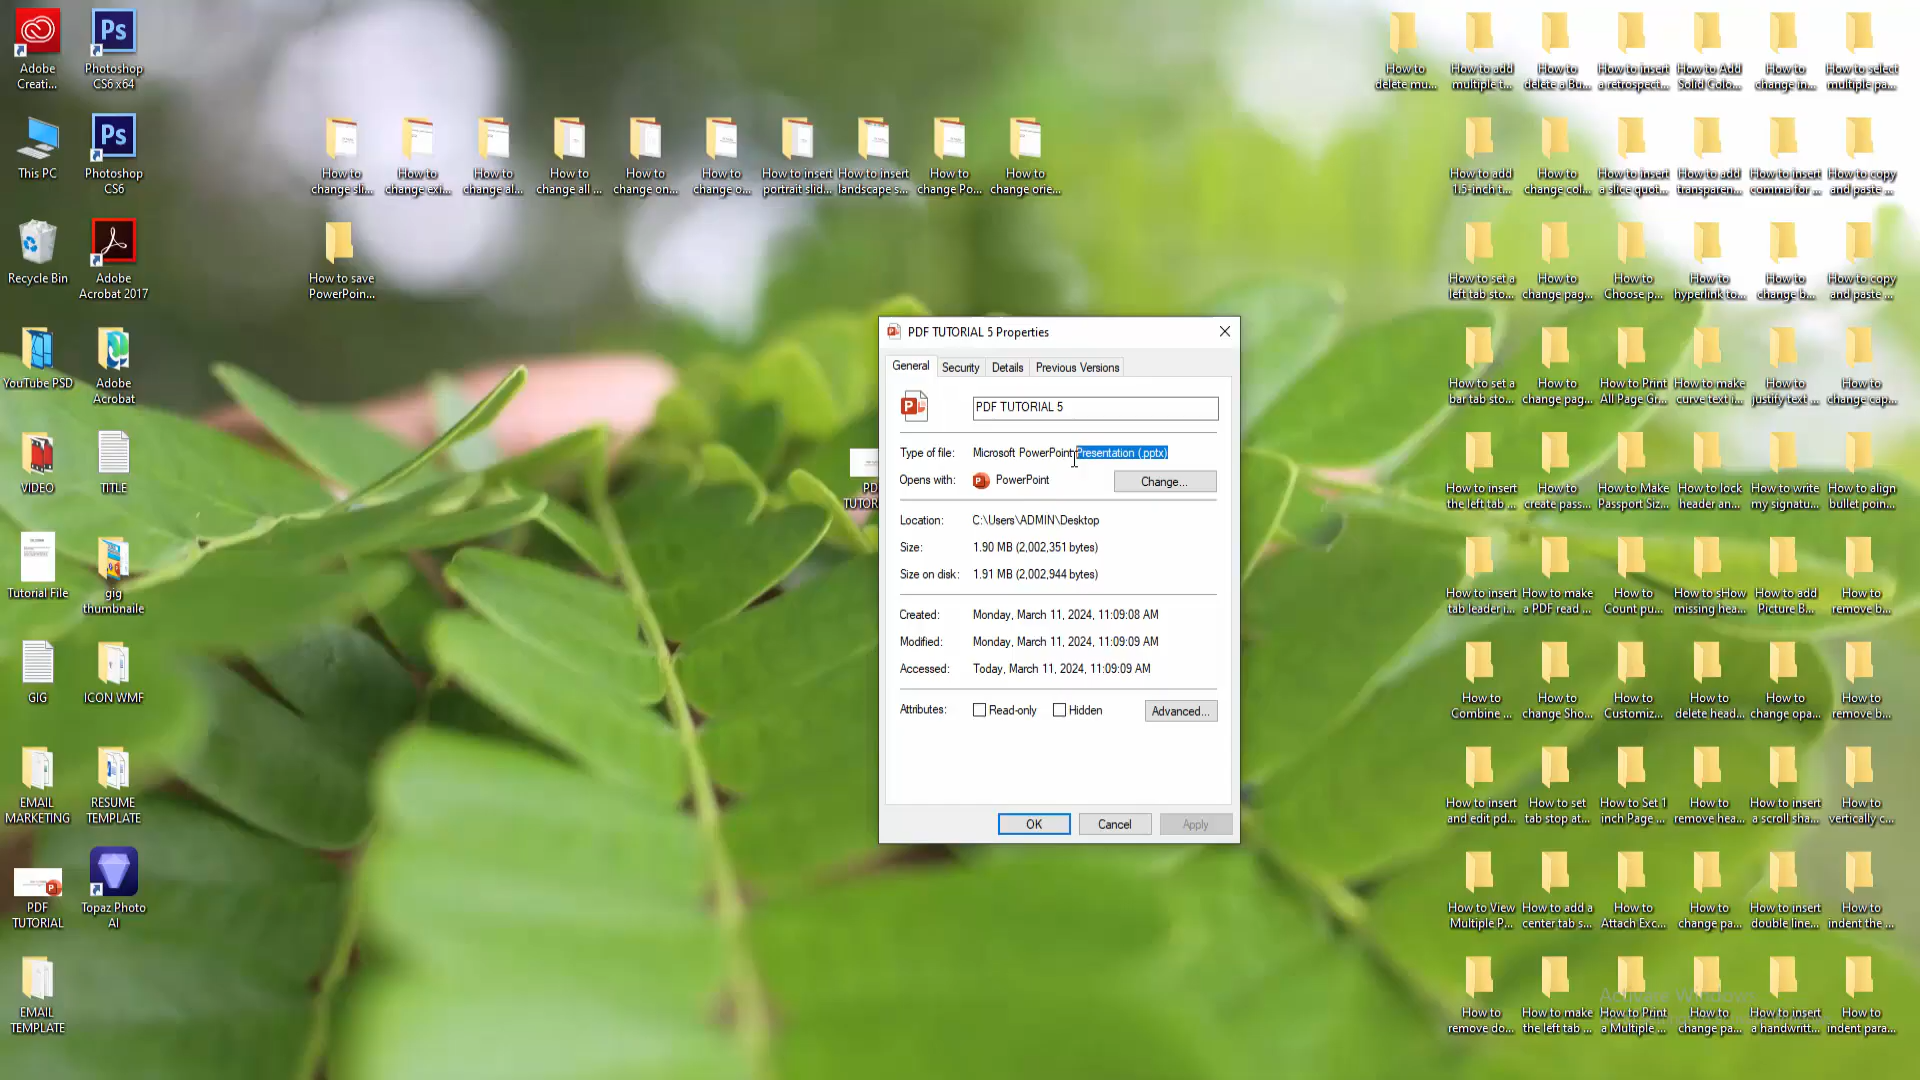 Adobe
Creati...
Photoshop
CS6 x64
This PC
Photoshop
CS6
Recycle Bin
Adobe
Acrobat 2017
YouTube PSD
Adobe
Acrobat
VIDEO
TITLE
Tutorial File
gig
thumbnaile
GIG
ICON WMF
EMAIL
MARKETING
RESUME
TEMPLATE
PDF
TUTORIAL
Topaz Photo
AI
EMAIL
TEMPLATE
How to
change sli...
How to
change exi...
How to
change al...
How to
change all ...
How to
change on...
How to
change o...
How to insert
portrait slid...
How to insert
landscape s...
How to
change Po...
How to
change orie...
How to save
PowerPoin...
PDF TUTORIAL 5 Properties
General
Security
Details
Previous Versions
PDF TUTORIAL 5
Type of file: Microsoft PowerPoint Presentation (.pptx)
Opens with: PowerPoint
Change...
Location: C:\Users\ADMIN\Desktop
Size: 1.90 MB (2,002,351 bytes)
Size on disk: 1.91 MB (2,002,944 bytes)
Created: Monday, March 11, 2024, 11:09:08 AM
Modified: Monday, March 11, 2024, 11:09:09 AM
Accessed: Today, March 11, 2024, 11:09:09 AM
Attributes: Read-only Hidden Advanced...
OK
Cancel
Apply
How to
delete mu...
How to add
multiple t...
How to
delete a Bu...
How to insert
a retrospect...
How to Add
Solid Colo...
How to
change in...
How to select
multiple pa...
How to add
1.5-inch t...
How to
change col...
How to insert
a slice quot...
How to add
transparen...
How to insert
comma for ...
How to copy
and paste ...
How to set a
left tab sto...
How to
change pag...
How to
Choose p...
How to
hyperlink to...
How to
change b...
How to copy
and paste ...
How to set a
bar tab sto...
How to
change pag...
How to Print
All Page Gr...
How to make
curve text i...
How to
justify text ...
How to
change cap...
How to insert
the left tab ...
How to
create pass...
How to Make
Passport Siz...
How to lock
header an...
How to write
my signatu...
How to align
bullet poin...
How to insert
tab leader i...
How to make
a PDF read ...
How to
Count pu...
How to sHow
missing hea...
How to add
Picture B...
How to
remove b...
How to
Combine ...
How to
change Sho...
How to
Customiz...
How to
delete head...
How to
change opa...
How to
remove b...
How to insert
and edit pd...
How to set
tab stop at...
How to Set 1
inch Page ...
How to
remove hea...
How to insert
a scroll sha...
How to
vertically c...
How to View
Multiple P...
How to add a
center tab s...
How to
Attach Exc...
How to
change pa...
How to insert
double line...
How to
indent the ...
How to
remove do...
How to make
the left tab ...
How to Print
a Multiple ...
How to
change pa...
How to insert
a handwritt...
How to
indent para...
Activate Windows